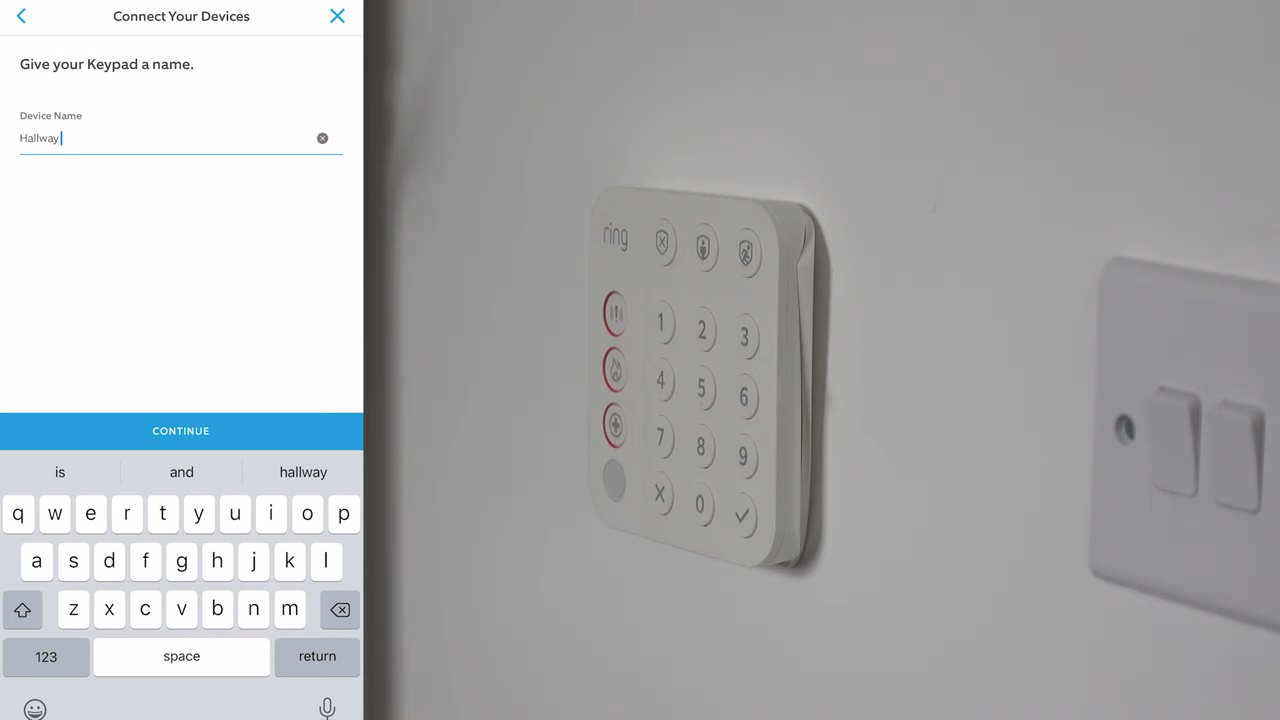 Connect Your Devices
Give your Keypad a name.
Device Name
Hallway
CONTINUE
is and hallway
q w e r t y u i o p
a s d f g h j k l
z x c v b n m
123 space return
ring
1 2 3
4 5 6
7 8 9
0